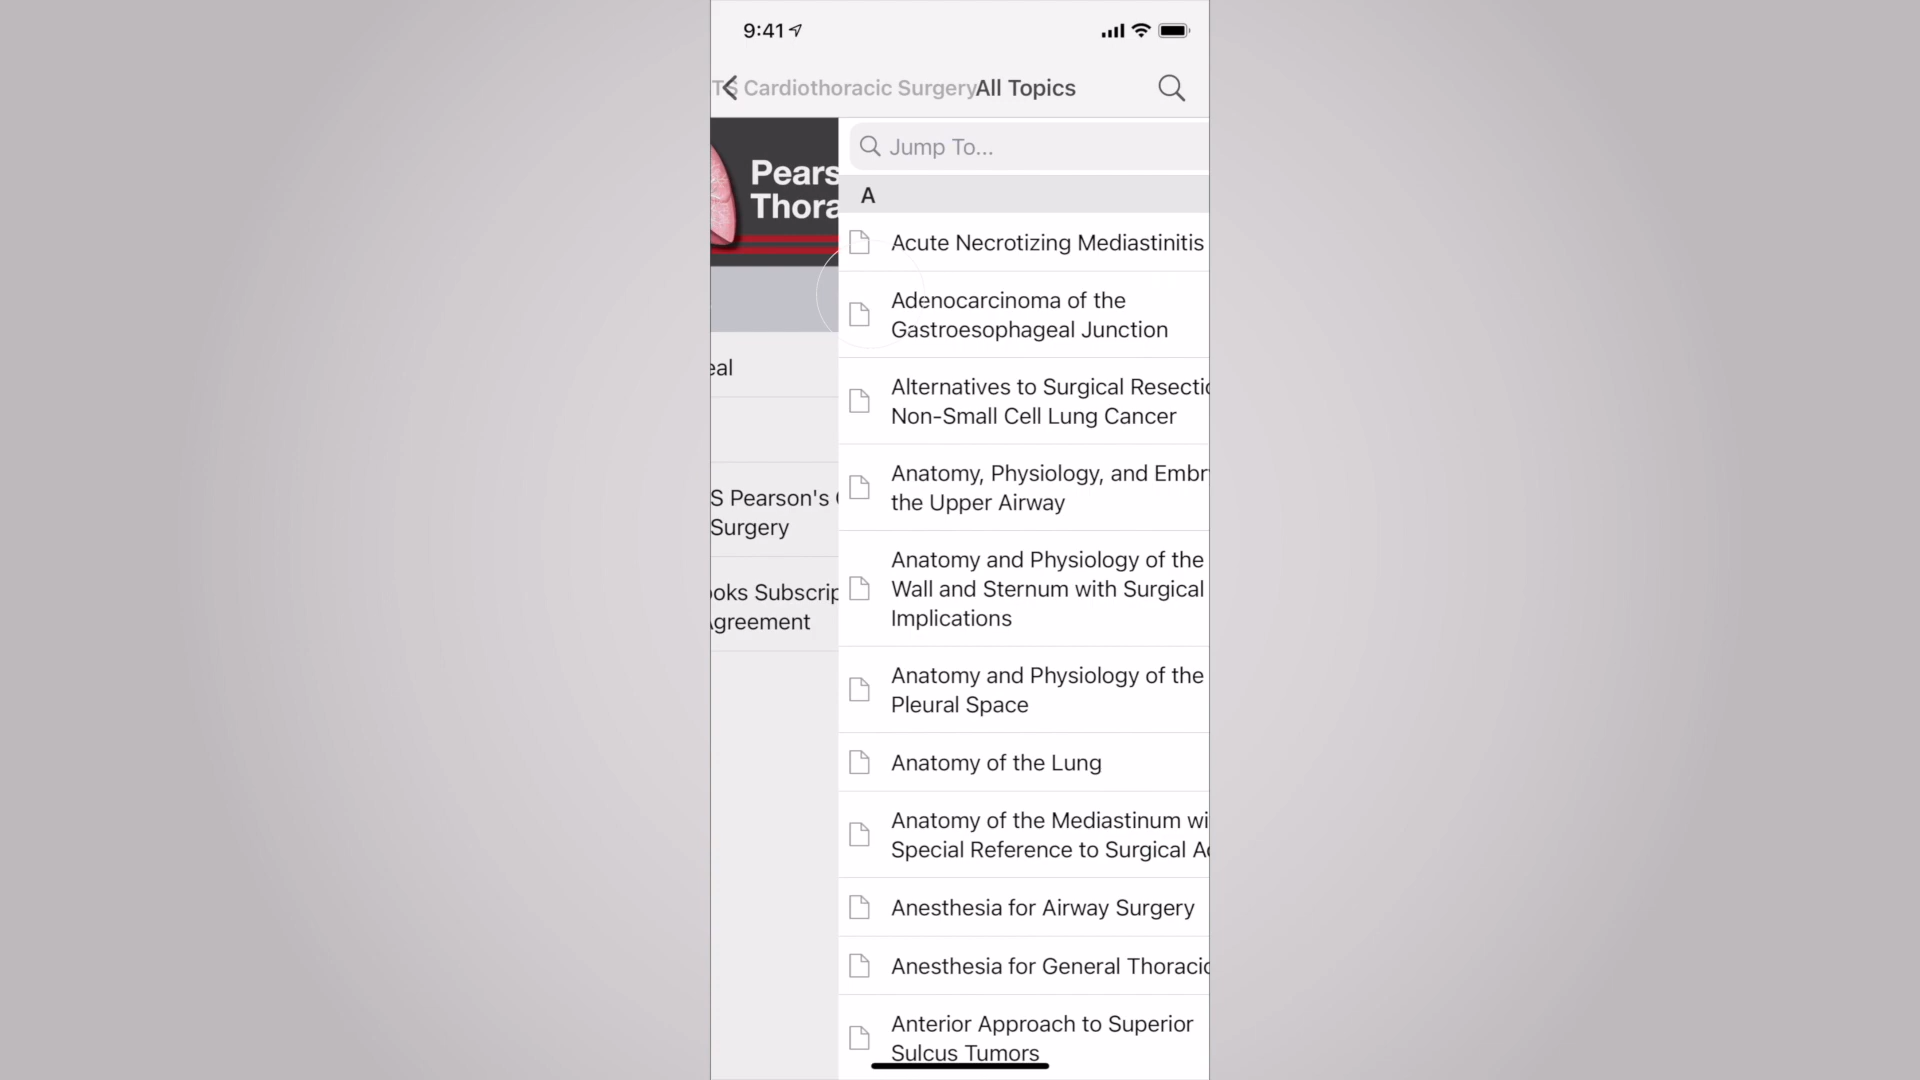 9:41
TS Cardiothoracic Surgery
All Topics
Pears
Thora
Jump To...
A
Acute Necrotizing Mediastinitis
Adenocarcinoma of the
Gastroesophageal Junction
eal
Alternatives to Surgical Resectio
Non-Small Cell Lung Cancer
Anatomy, Physiology, and Embr
the Upper Airway
S Pearson's
Surgery
Anatomy and Physiology of the
Wall and Sternum with Surgical
Implications
ooks Subscrip
Agreement
Anatomy and Physiology of the
Pleural Space
Anatomy of the Lung
Anatomy of the Mediastinum wi
Special Reference to Surgical A
Anesthesia for Airway Surgery
Anesthesia for General Thoracic
Anterior Approach to Superior
Sulcus Tumors